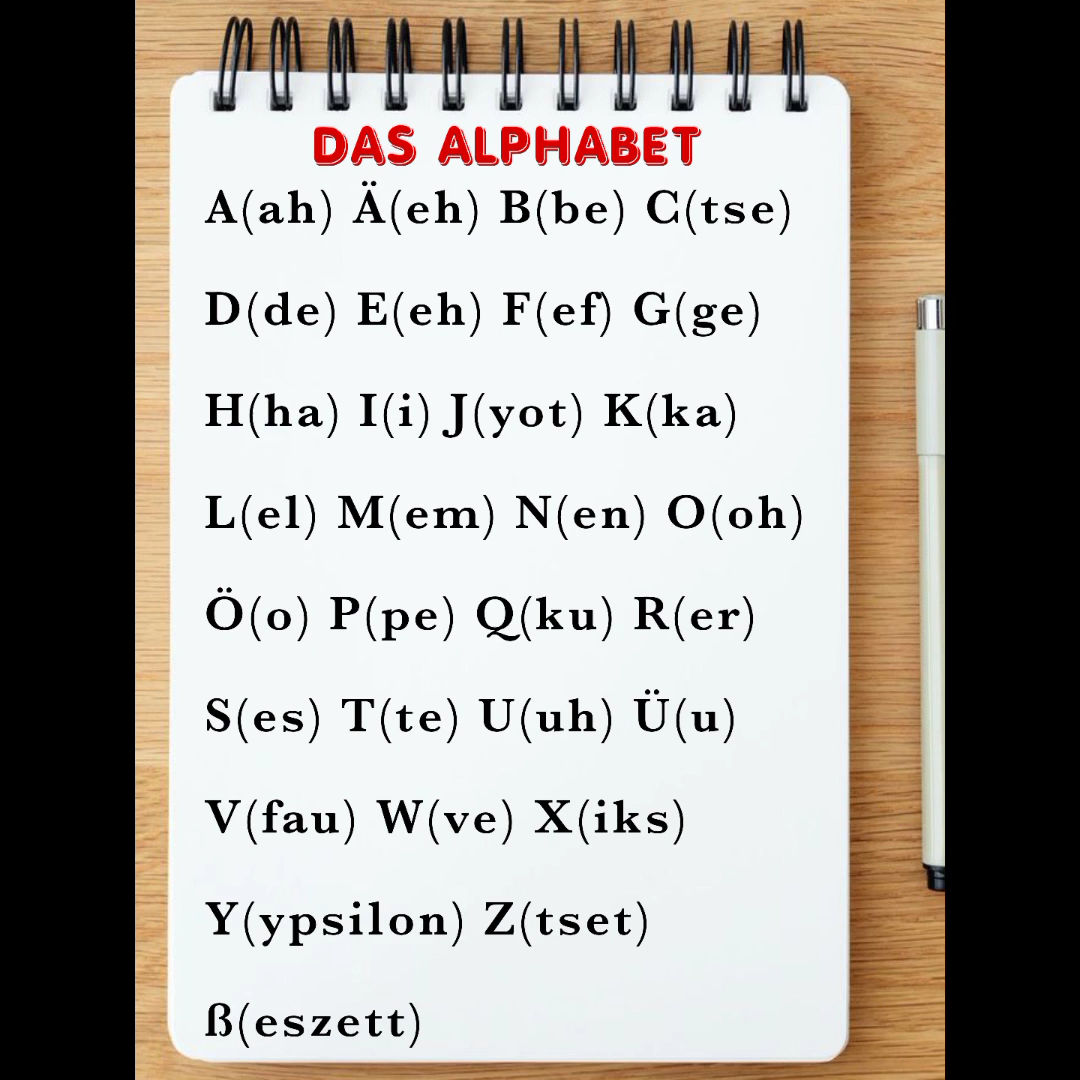 DAS ALPHABET
A(ah) Ä(eh) B(be) C(tse)
D(de) E(eh) F(ef) G(ge)
H(ha) I(i) J(yot) K(ka)
L(el) M(em) N(en) O(oh)
Ö(o) P(pe) Q(ku) R(er)
S(es) T(te) U(uh) Ü(u)
V(fau) W(ve) X(iks)
Y(ypsilon) Z(tset)
ß(eszett)